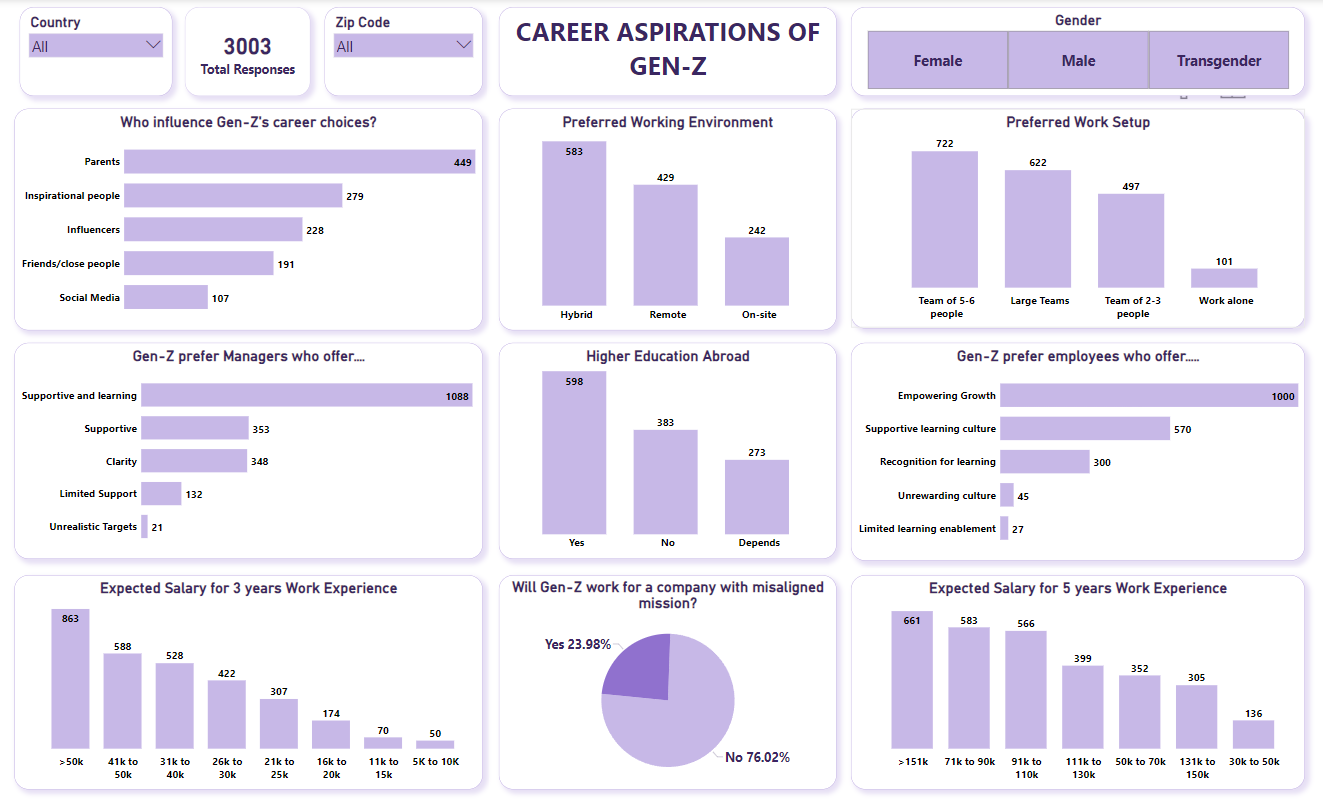 Country
All
3003
Total Responses
Zip Code
All
CAREER ASPIRATIONS OF
GEN-Z
Gender
Female
Male
Transgender
Who influence Gen-Z's career choices?
Parents
449
Inspirational people
279
Influencers
228
Friends/close people
191
Social Media
107
Preferred Working Environment
583
429
242
Hybrid
Remote
On-site
Preferred Work Setup
722
622
497
101
Team of 5-6
people
Large Teams
Team of 2-3
people
Work alone
Gen-Z prefer Managers who offer....
Supportive and learning
1088
Supportive
353
Clarity
348
Limited Support
132
Unrealistic Targets
21
Higher Education Abroad
598
383
273
Yes
No
Depends
Gen-Z prefer employees who offer.....
Empowering Growth
1000
Supportive learning culture
570
Recognition for learning
300
Unrewarding culture
45
Limited learning enablement
27
Expected Salary for 3 years Work Experience
863
588
528
422
307
174
70
50
>50k
41k to
50k
31k to
40k
26k to
30k
21k to
25k
16k to
20k
11k to
15k
5K to 10K
Will Gen-Z work for a company with misaligned
mission?
Yes 23.98%
No 76.02%
Expected Salary for 5 years Work Experience
661
583
566
399
352
305
136
>151k
71k to 90k
91k to
110k
111k to
130k
50k to 70k
131k to
150k
30k to 50k